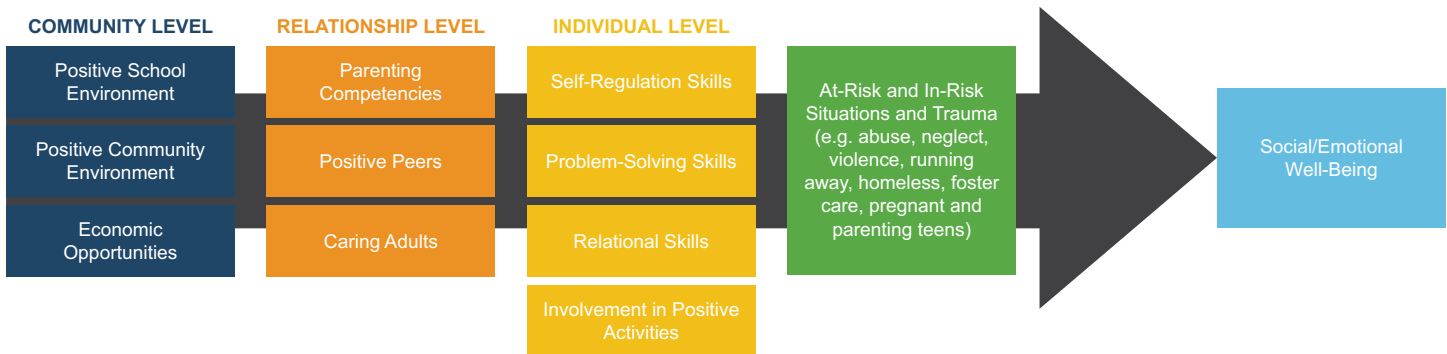 COMMUNITY LEVEL
Positive School
Environment
Positive Community
Environment
Economic
Opportunities
RELATIONSHIP LEVEL
Parenting
Competencies
Positive Peers
Caring Adults
INDIVIDUAL LEVEL
Self-Regulation Skills
Problem-Solving Skills
Relational Skills
Involvement in Positive
Activities
At-Risk and In-Risk
Situations and Trauma
(e.g. abuse, neglect,
violence, running
away, homeless, foster
care, pregnant and
parenting teens)
Social/Emotional
Well-Being